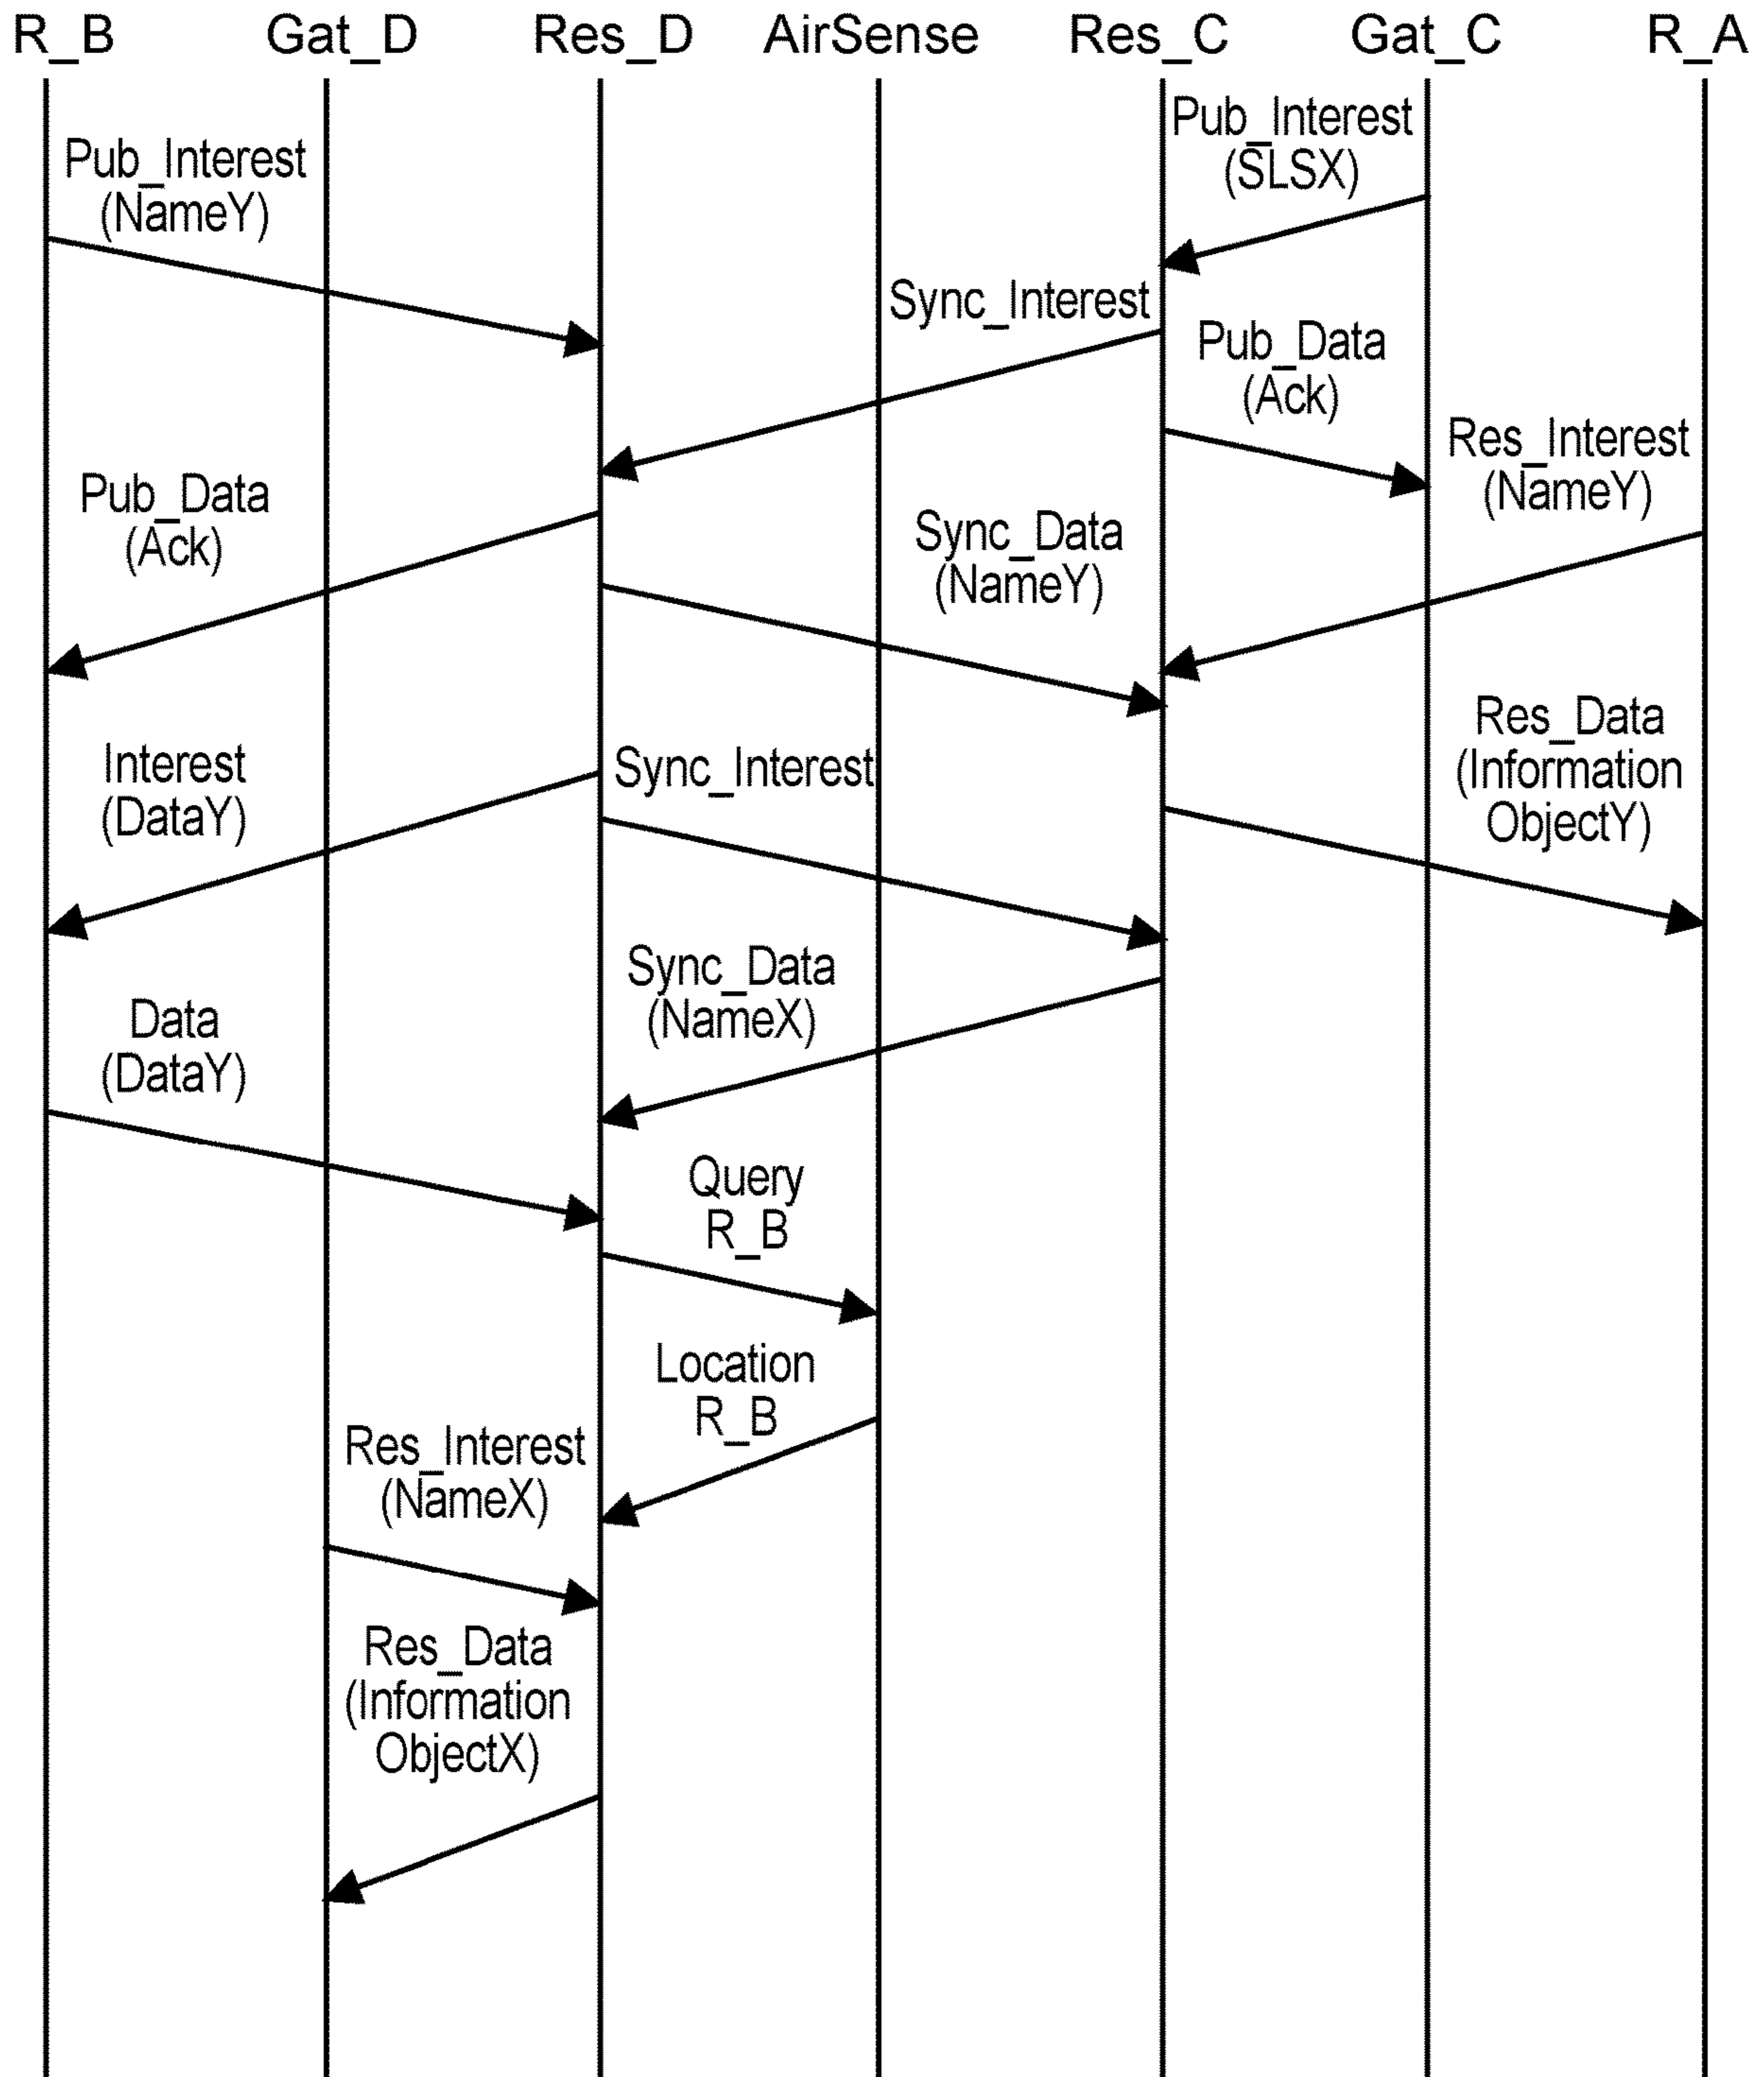 R_B Gat_D Res_D AirSense Res_C Gat_C R_A
Pub_Interest
(SLSX)
Pub_Interest
(NameY)
Sync_Interest
Pub_Data
(Ack)
Res_Interest
(NameY)
Pub_Data
(Ack)
Sync_Data
(NameY)
Res_Data
(Information
ObjectY)
Interest
(DataY)
Sync_Interest
Sync_Data
(NameX)
Data
(DataY)
Query
R_B
Location
R_B
Res_Interest
(NameX)
Res_Data
(Information
ObjectX)